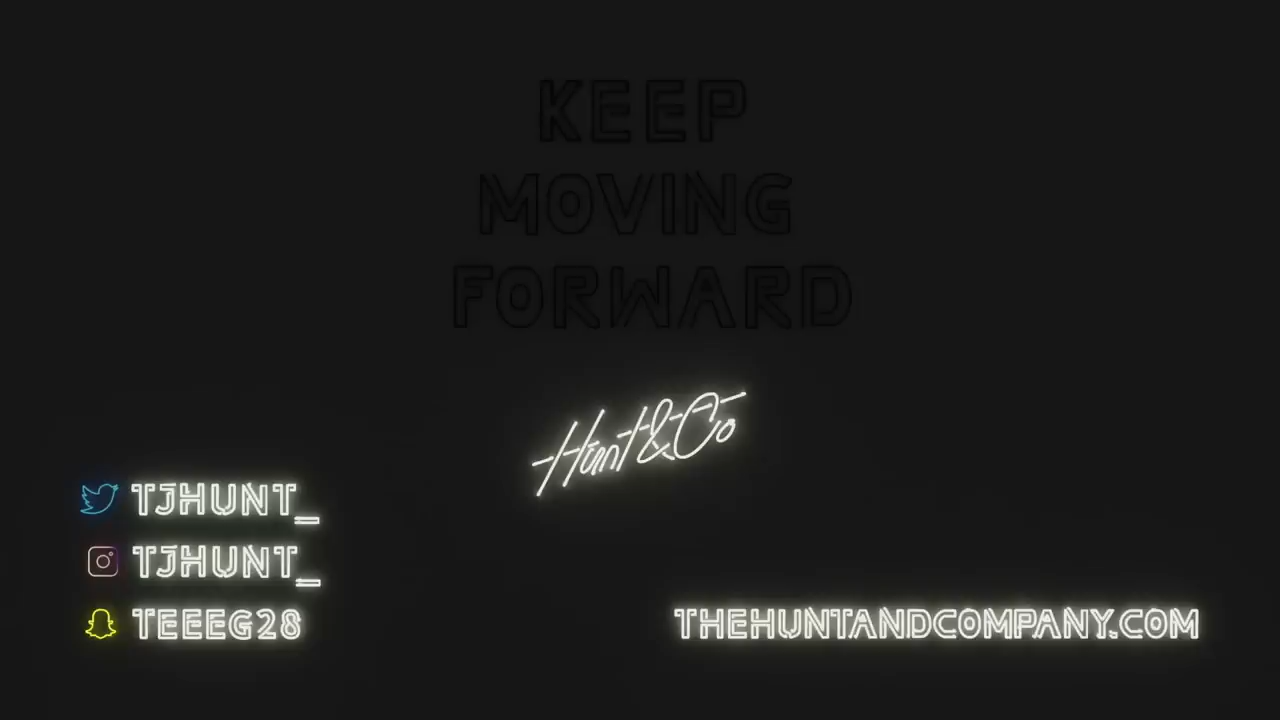 KEEP
MOVING
FORWARD
Hunt&Co
TJHUNT_
TJHUNT_
TEEEG28
THEHUNTANDCOMPANY.COM